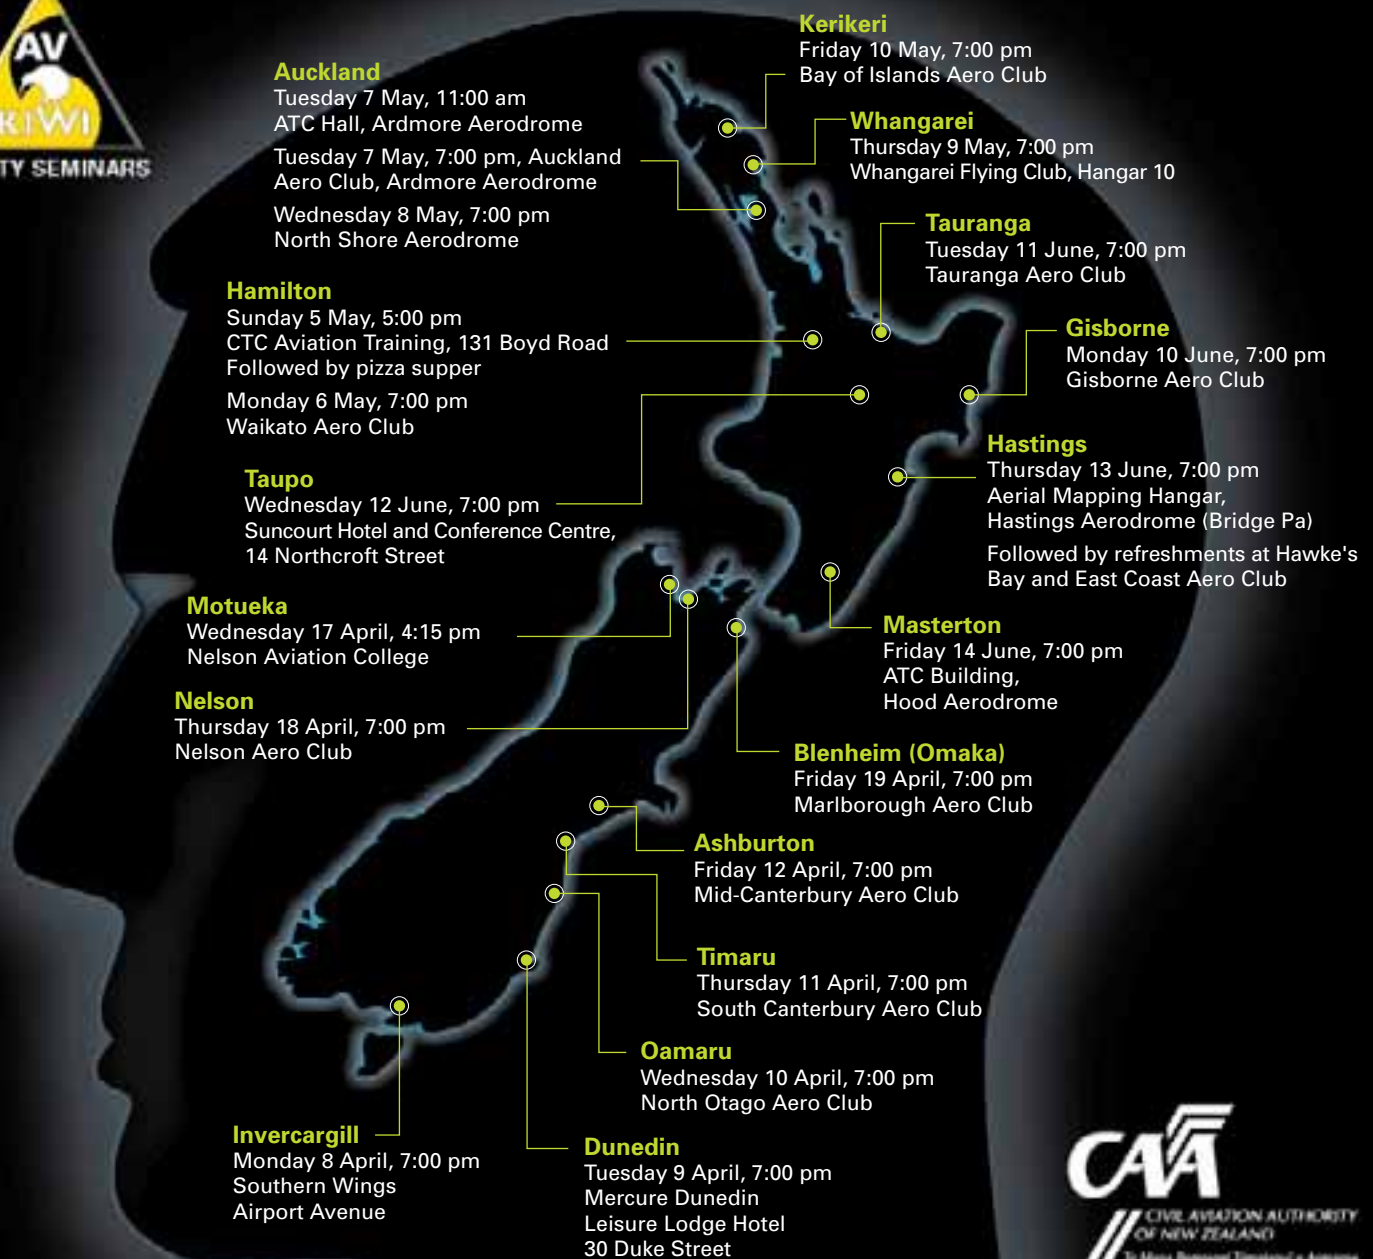 AV
KIWI
TY SEMINARS
Kerikeri
Friday 10 May, 7:00 pm
Bay of Islands Aero Club
Auckland
Tuesday 7 May, 11:00 am
ATC Hall, Ardmore Aerodrome
Tuesday 7 May, 7:00 pm, Auckland
Aero Club, Ardmore Aerodrome
Wednesday 8 May, 7:00 pm
North Shore Aerodrome
Whangarei
Thursday 9 May, 7:00 pm
Whangarei Flying Club, Hangar 10
Tauranga
Tuesday 11 June, 7:00 pm
Tauranga Aero Club
Hamilton
Sunday 5 May, 5:00 pm
CTC Aviation Training, 131 Boyd Road
Followed by pizza supper
Monday 6 May, 7:00 pm
Waikato Aero Club
Gisborne
Monday 10 June, 7:00 pm
Gisborne Aero Club
Hastings
Thursday 13 June, 7:00 pm
Aerial Mapping Hangar,
Hastings Aerodrome (Bridge Pa)
Followed by refreshments at Hawke's
Bay and East Coast Aero Club
Taupo
Wednesday 12 June, 7:00 pm
Suncourt Hotel and Conference Centre,
14 Northcroft Street
Motueka
Wednesday 17 April, 4:15 pm
Nelson Aviation College
Masterton
Friday 14 June, 7:00 pm
ATC Building,
Hood Aerodrome
Nelson
Thursday 18 April, 7:00 pm
Nelson Aero Club
Blenheim (Omaka)
Friday 19 April, 7:00 pm
Marlborough Aero Club
Ashburton
Friday 12 April, 7:00 pm
Mid-Canterbury Aero Club
Timaru
Thursday 11 April, 7:00 pm
South Canterbury Aero Club
Oamaru
Wednesday 10 April, 7:00 pm
North Otago Aero Club
Invercargill
Monday 8 April, 7:00 pm
Southern Wings
Airport Avenue
Dunedin
Tuesday 9 April, 7:00 pm
Mercure Dunedin
Leisure Lodge Hotel
30 Duke Street
CAA
CIVIL AVIATION AUTHORITY
OF NEW ZEALAND